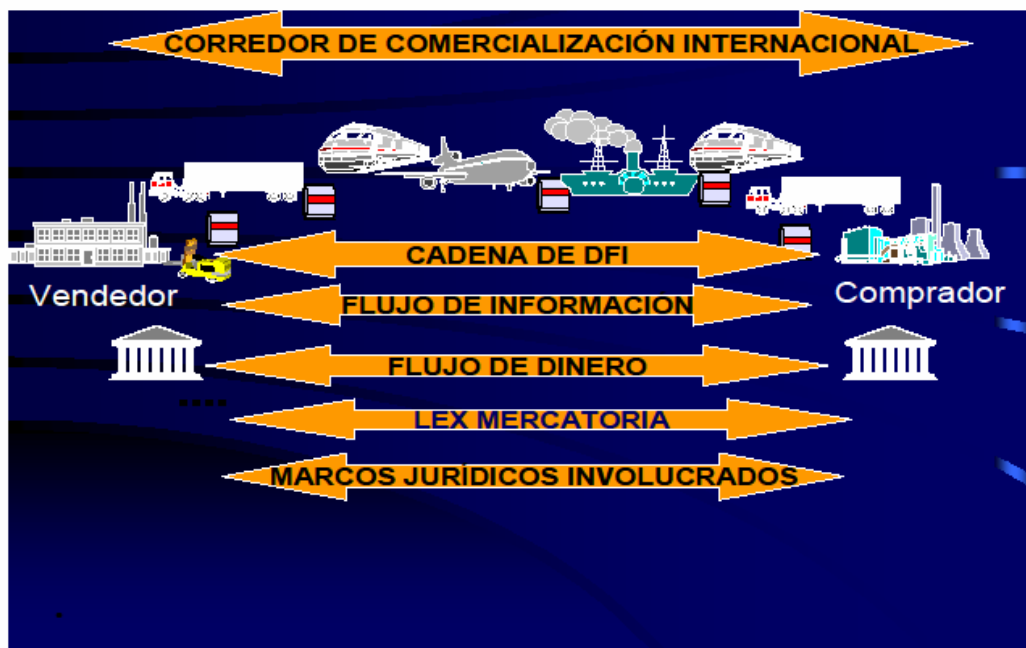 CORREDOR DE COMERCIALIZACIÓN INTERNACIONAL
CADENA DE DFI
Vendedor
FLUJO DE INFORMACIÓN
Comprador
FLUJO DE DINERO
LEX MERCATORIA
MARCOS JURÍDICOS INVOLUCRADOS